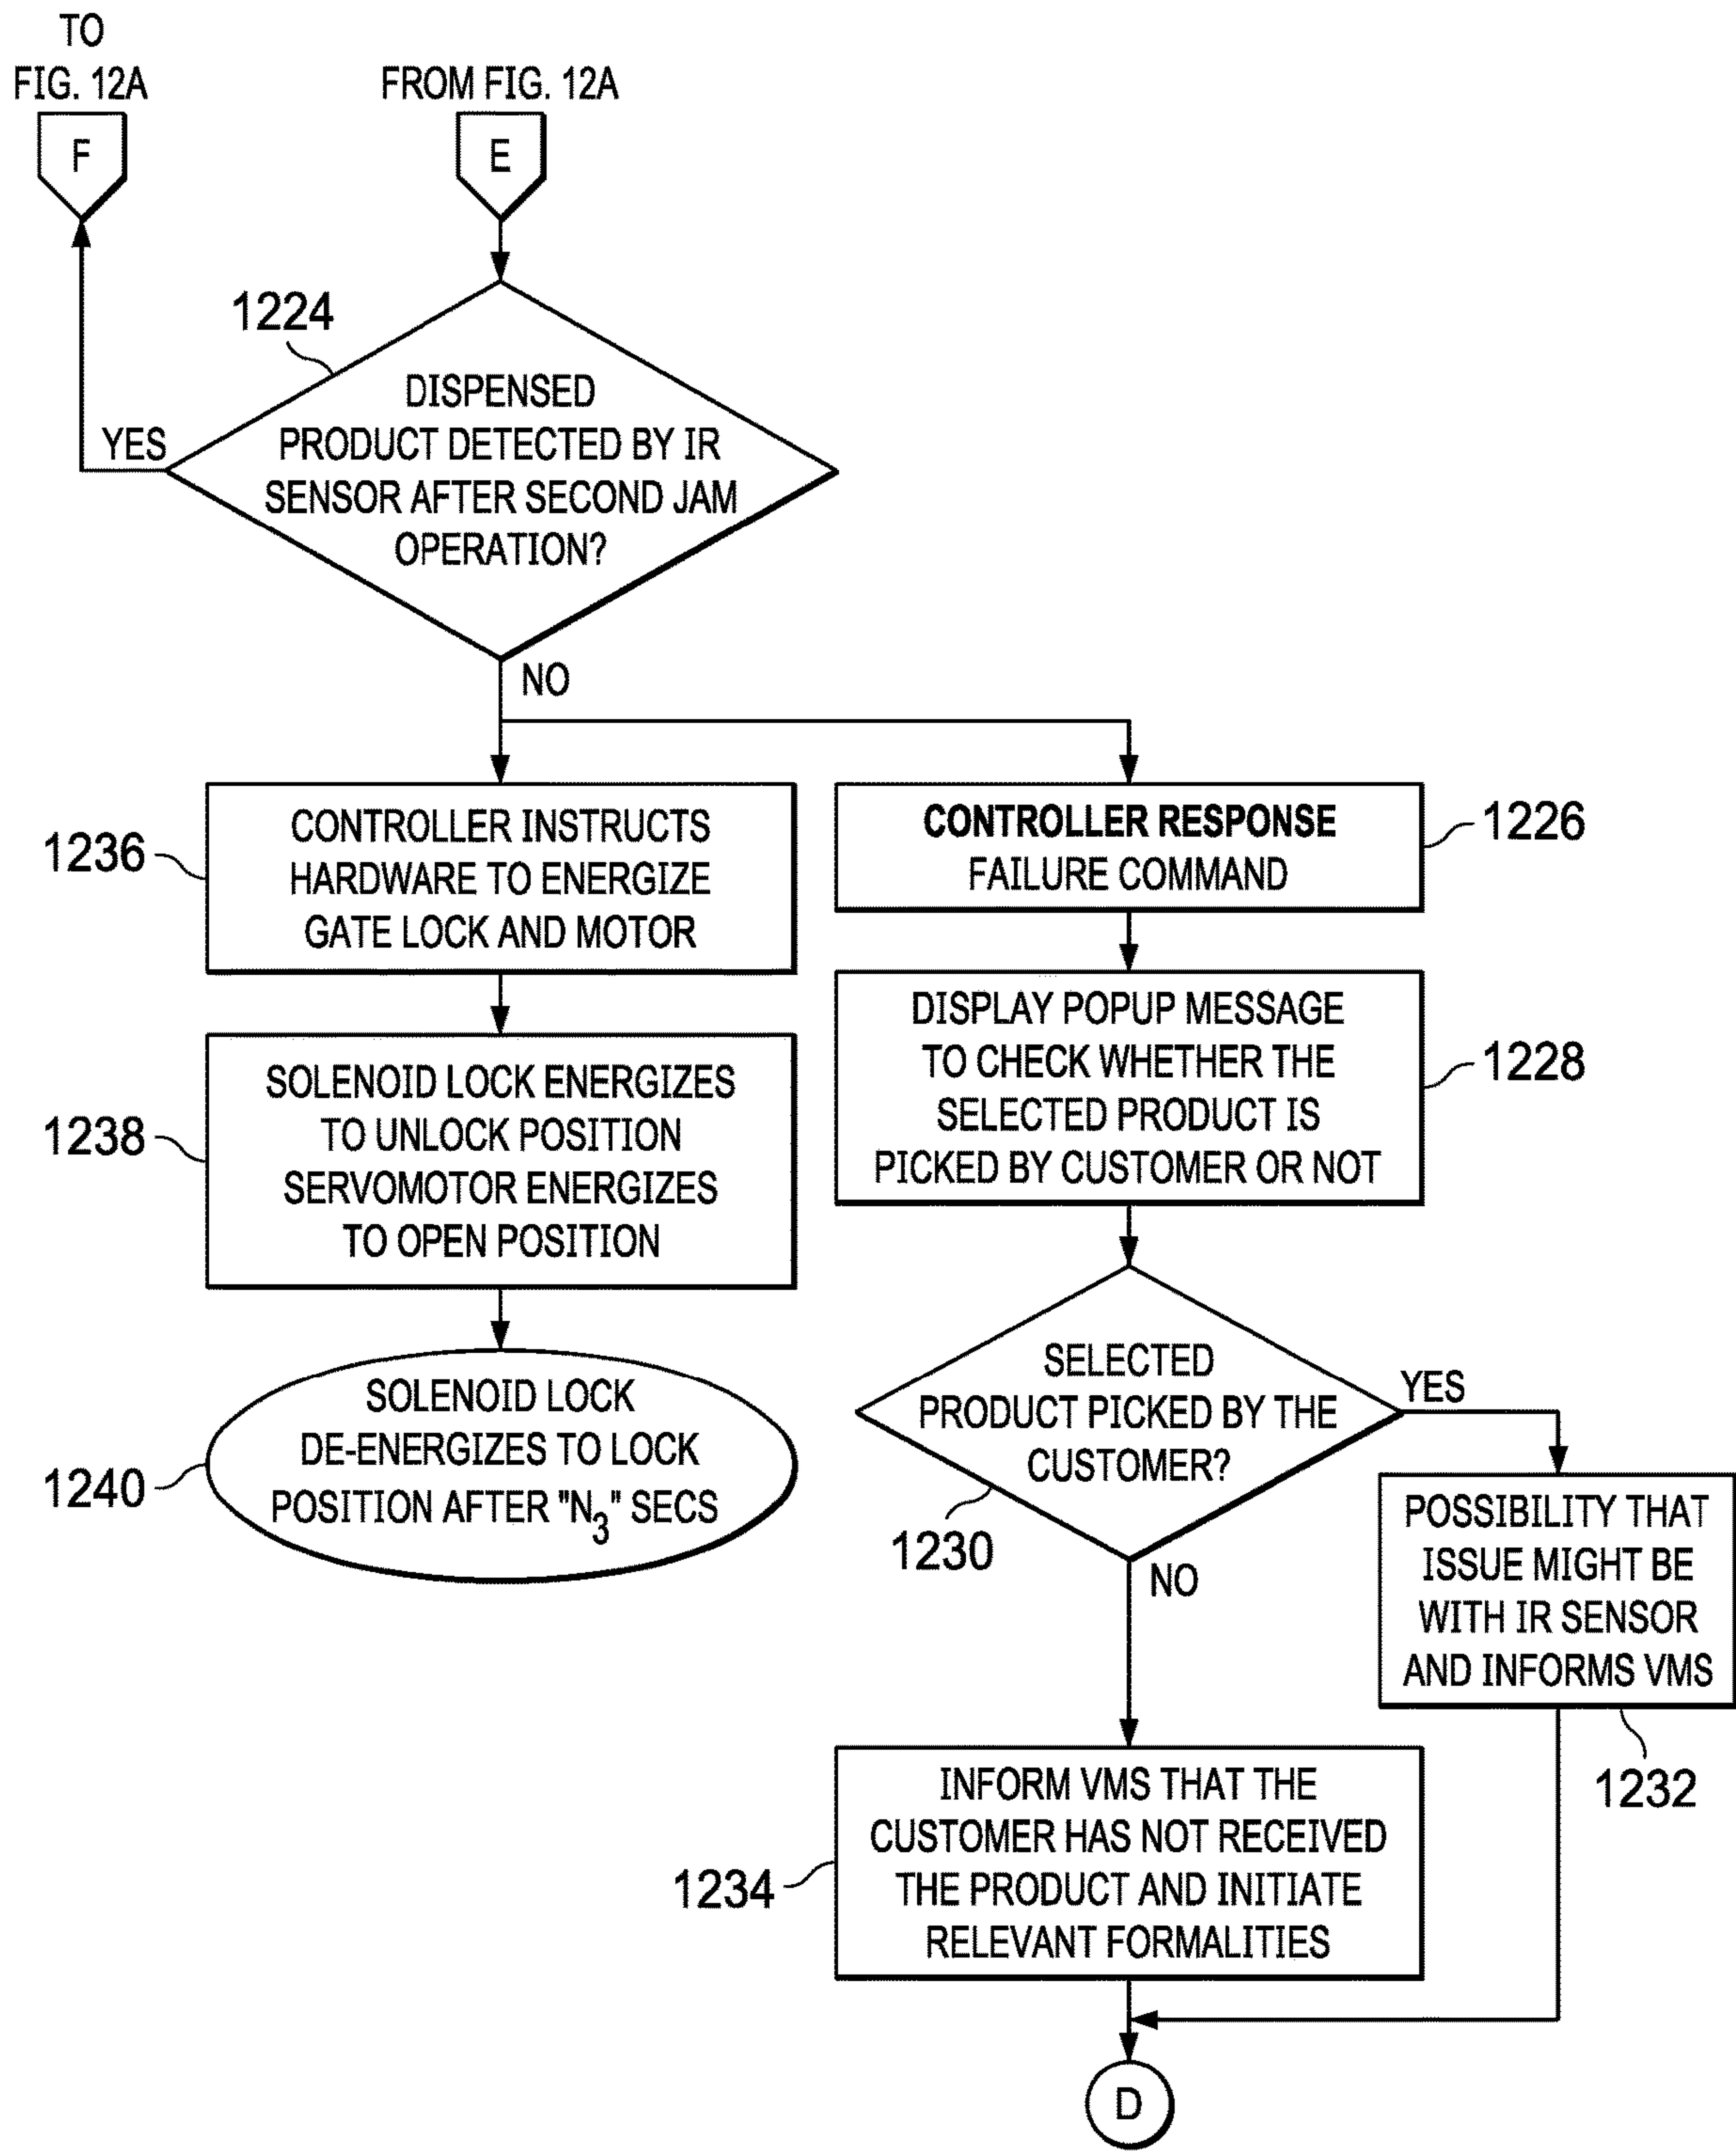 TO
FIG. 12A
F
FROM FIG. 12A
E
1224
DISPENSED
PRODUCT DETECTED BY IR
SENSOR AFTER SECOND JAM
OPERATION?
YES
NO
1236
CONTROLLER INSTRUCTS
HARDWARE TO ENERGIZE
GATE LOCK AND MOTOR
1238
SOLENOID LOCK ENERGIZES
TO UNLOCK POSITION
SERVOMOTOR ENERGIZES
TO OPEN POSITION
1240
SOLENOID LOCK
DE-ENERGIZES TO LOCK
POSITION AFTER "N3" SECS
CONTROLLER RESPONSE
FAILURE COMMAND
1226
DISPLAY POPUP MESSAGE
TO CHECK WHETHER THE
SELECTED PRODUCT IS
PICKED BY CUSTOMER OR NOT
1228
SELECTED
PRODUCT PICKED BY THE
CUSTOMER?
1230
YES
NO
POSSIBILITY THAT
ISSUE MIGHT BE
WITH IR SENSOR
AND INFORMS VMS
1232
INFORM VMS THAT THE
CUSTOMER HAS NOT RECEIVED
THE PRODUCT AND INITIATE
RELEVANT FORMALITIES
1234
D